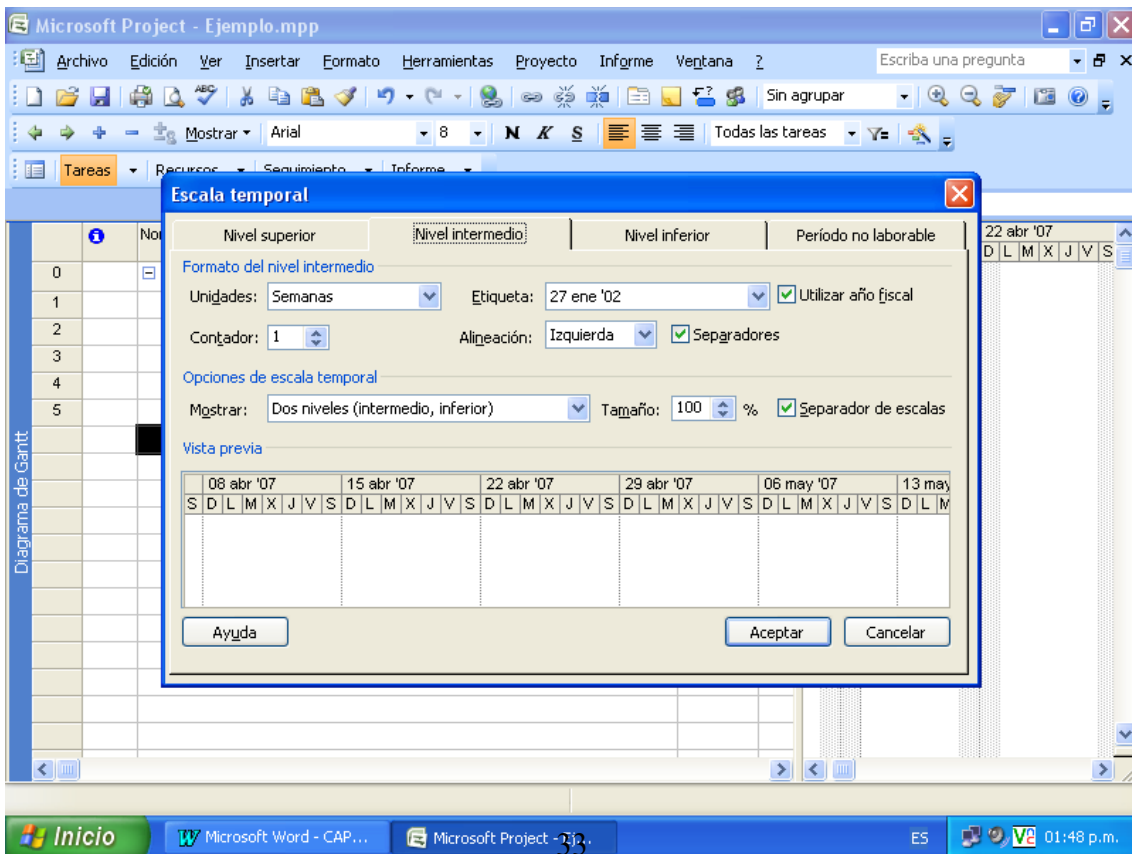 Microsoft Project - Ejemplo.mpp
Archivo Edición Ver Insertar Formato Herramientas Proyecto Informe Ventana ? Escriba una pregunta
ABC Sin agrupar
Mostrar Arial 8 N K S Todas las tareas
Tareas Recursos Seguimiento Informe
Escala temporal
Nivel superior Nivel intermedio Nivel inferior Período no laborable
22 abr '07
D L M X J V S
Formato del nivel intermedio
Unidades: Semanas Etiqueta: 27 ene '02 Utilizar año fiscal
Contador: 1 Alineación: Izquierda Separadores
Opciones de escala temporal
Mostrar: Dos niveles (intermedio, inferior) Tamaño: 100 % Separador de escalas
Vista previa
08 abr '07 15 abr '07 22 abr '07 29 abr '07 06 may '07 13 may
S D L M X J V S D L M X J V S D L M X J V S D L M X J V S D L M X J V S D L M
Ayuda Aceptar Cancelar
0
1
2
3
4
5
Diagrama de Gantt
Inicio Microsoft Word - CAP... Microsoft Project - Ej... ES 01:48 p.m.
33